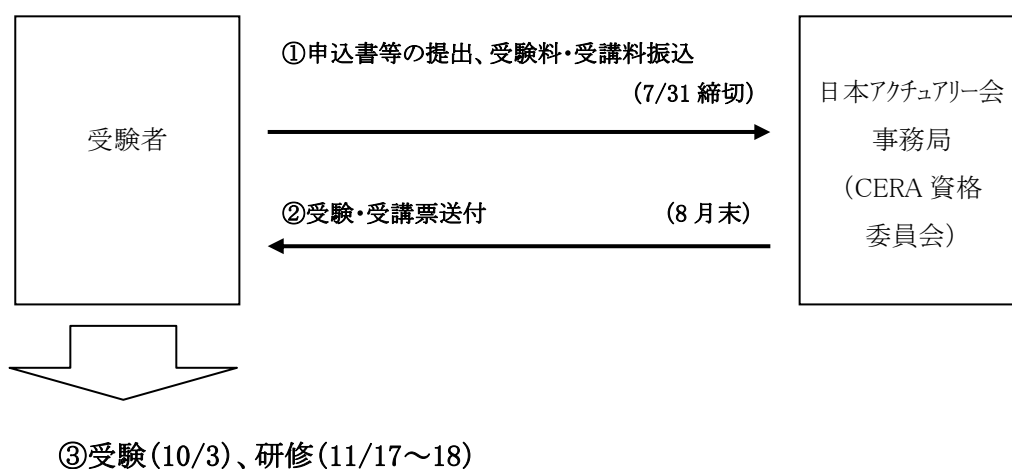 ①申込書等の提出、受験料・受講料振込
(7/31 締切)
受験者
日本アクチュアリー会
事務局
(CERA 資格
委員会)
②受験・受講票送付 (8 月末)
③受験(10/3)、研修(11/17～18)